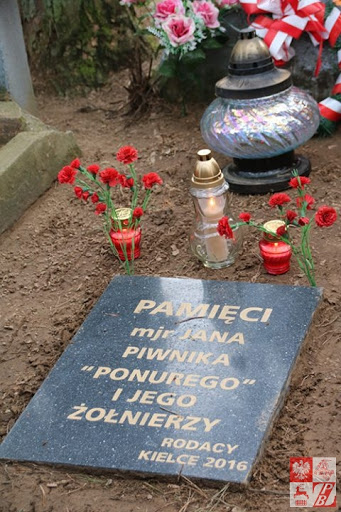 PAMIĘCI
mjr JANA
PIWNIKA
"PONUREGO"
I JEGO
ŻOŁNIERZY
RODACY
KIELCE 2016